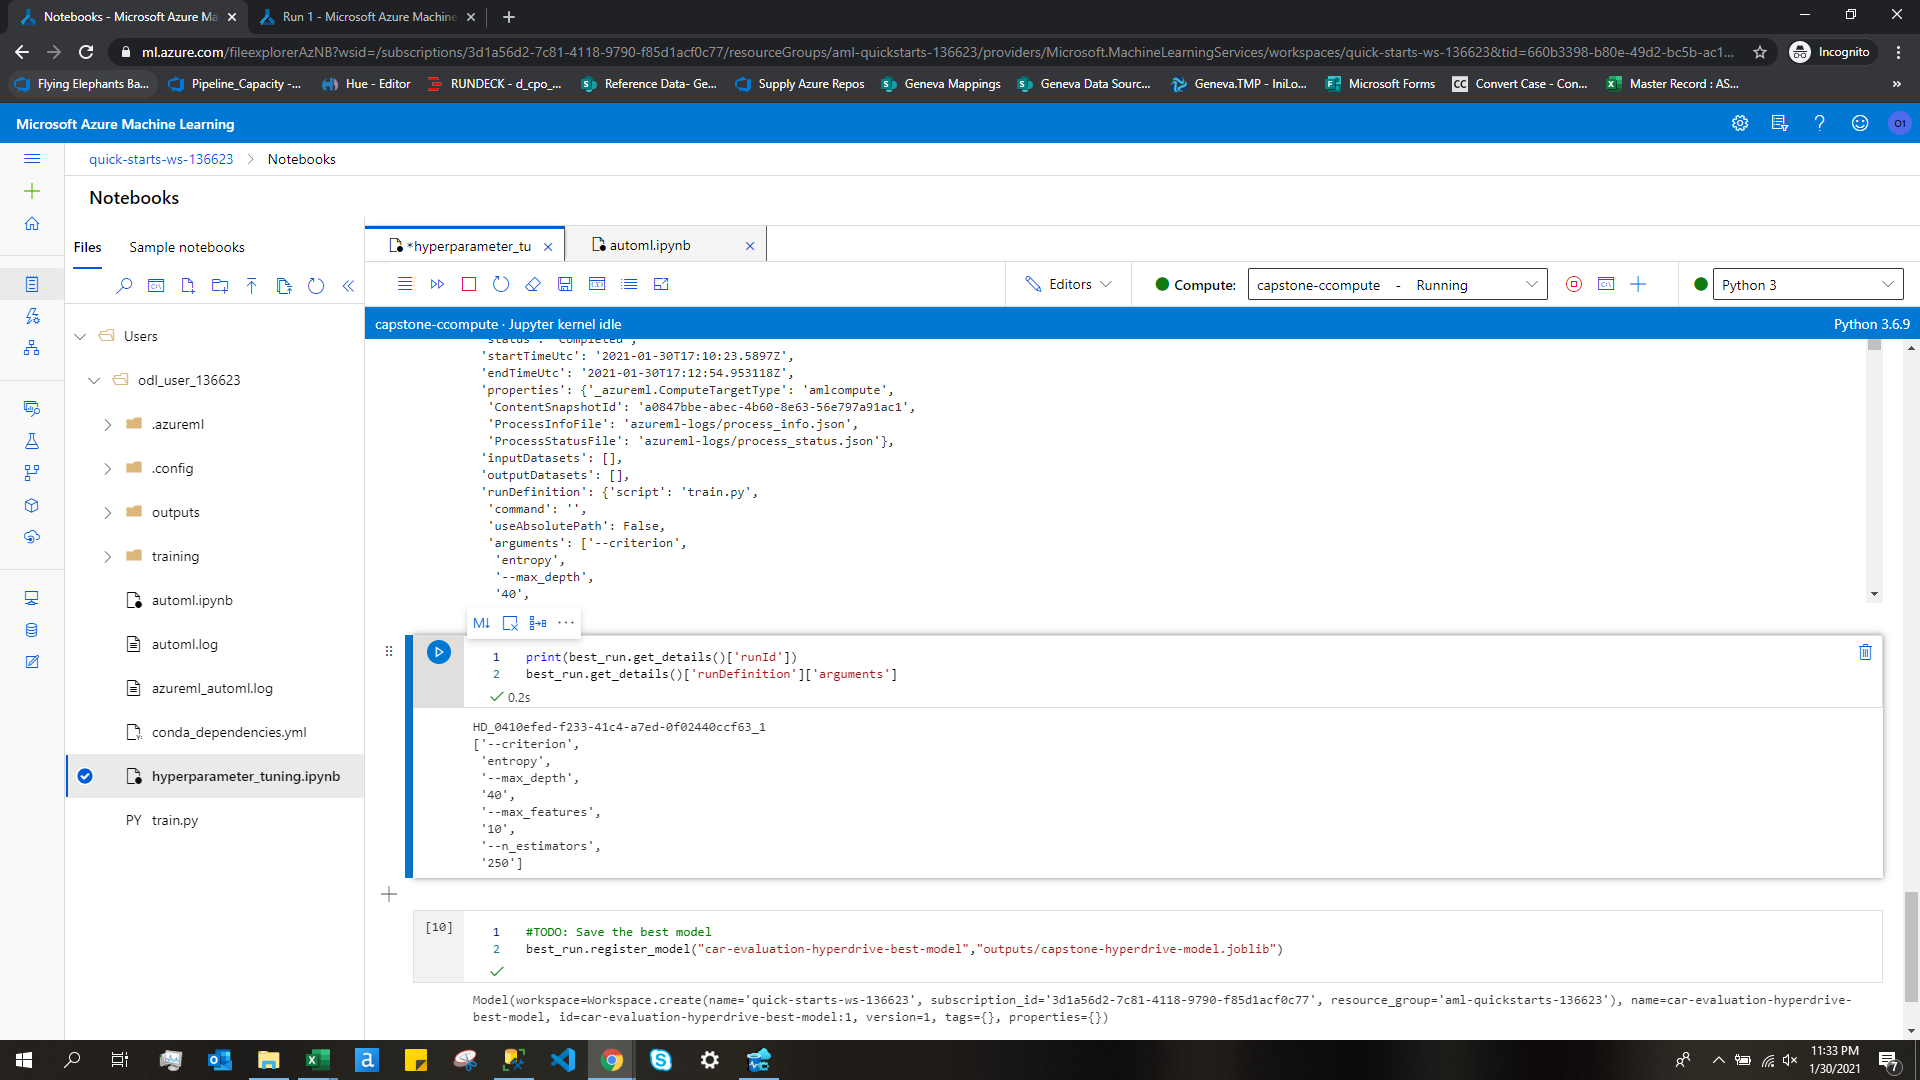 Notebooks - Microsoft Azure Ma
Run 1 - Microsoft Azure Machine
ml.azure.com/fileexplorerAzNB?wsid=/subscriptions/3d1a56d2-7c81-4118-9790-f85d1acf0c77/resourceGroups/aml-quickstarts-136623/providers/Microsoft.MachineLearningServices/workspaces/quick-starts-ws-136623&tid=660b3398-b80e-49d2-bc5b-ac1...
Incognito
Flying Elephants Ba...
Pipeline_Capacity -...
Hue - Editor
RUNDECK - d_cpo_...
Reference Data- Ge...
Supply Azure Repos
Geneva Mappings
Geneva Data Sourc...
Geneva.TMP - IniLo...
Microsoft Forms
CC Convert Case - Con...
Master Record : AS...
»
Microsoft Azure Machine Learning
O1
quick-starts-ws-136623 > Notebooks
Notebooks
Files
Sample notebooks
*hyperparameter_tu
automl.ipynb
Editors
Compute:
capstone-ccompute - Running
Python 3
capstone-ccompute · Jupyter kernel idle
Python 3.6.9
Users
odl_user_136623
.azureml
.config
outputs
training
automl.ipynb
automl.log
azureml_automl.log
conda_dependencies.yml
hyperparameter_tuning.ipynb
PY train.py
'status': 'Completed',
'startTimeUtc': '2021-01-30T17:10:23.5897Z',
'endTimeUtc': '2021-01-30T17:12:54.953118Z',
'properties': {'_azureml.ComputeTargetType': 'amlcompute',
'ContentSnapshotId': 'a0847bbe-abec-4b60-8e63-56e797a91ac1',
'ProcessInfoFile': 'azureml-logs/process_info.json',
'ProcessStatusFile': 'azureml-logs/process_status.json'},
'inputDatasets': [],
'outputDatasets': [],
'runDefinition': {'script': 'train.py',
'command': '',
'useAbsolutePath': False,
'arguments': ['--criterion',
'entropy',
'--max_depth',
'40',
M↓
1 print(best_run.get_details()['runId'])
2 best_run.get_details()['runDefinition']['arguments']
0.2s
HD_0410efed-f233-41c4-a7ed-0f02440ccf63_1
['--criterion',
'entropy',
'--max_depth',
'40',
'--max_features',
'10',
'--n_estimators',
'250']
[10]
1 #TODO: Save the best model
2 best_run.register_model("car-evaluation-hyperdrive-best-model","outputs/capstone-hyperdrive-model.joblib")
Model(workspace=Workspace.create(name='quick-starts-ws-136623', subscription_id='3d1a56d2-7c81-4118-9790-f85d1acf0c77', resource_group='aml-quickstarts-136623'), name=car-evaluation-hyperdrive-
best-model, id=car-evaluation-hyperdrive-best-model:1, version=1, tags={}, properties={})
11:33 PM
1/30/2021
7